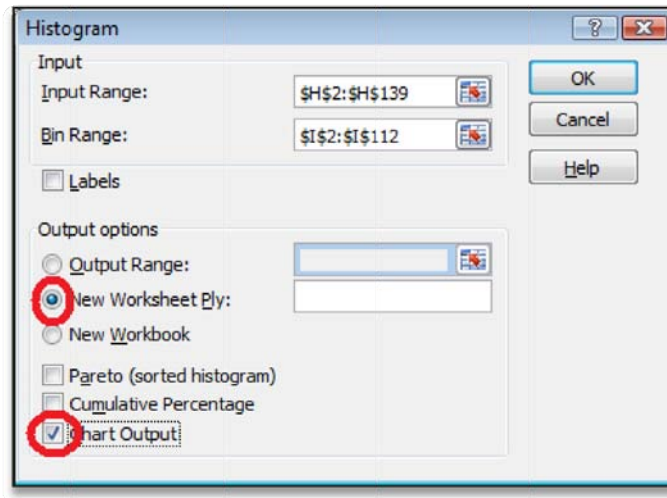 Histogram
Input
Input Range: $H$2:$H$139
Bin Range: $I$2:$I$112
Labels
OK
Cancel
Help
Output options
Output Range:
New Worksheet Ply:
New Workbook
Pareto (sorted histogram)
Cumulative Percentage
Chart Output